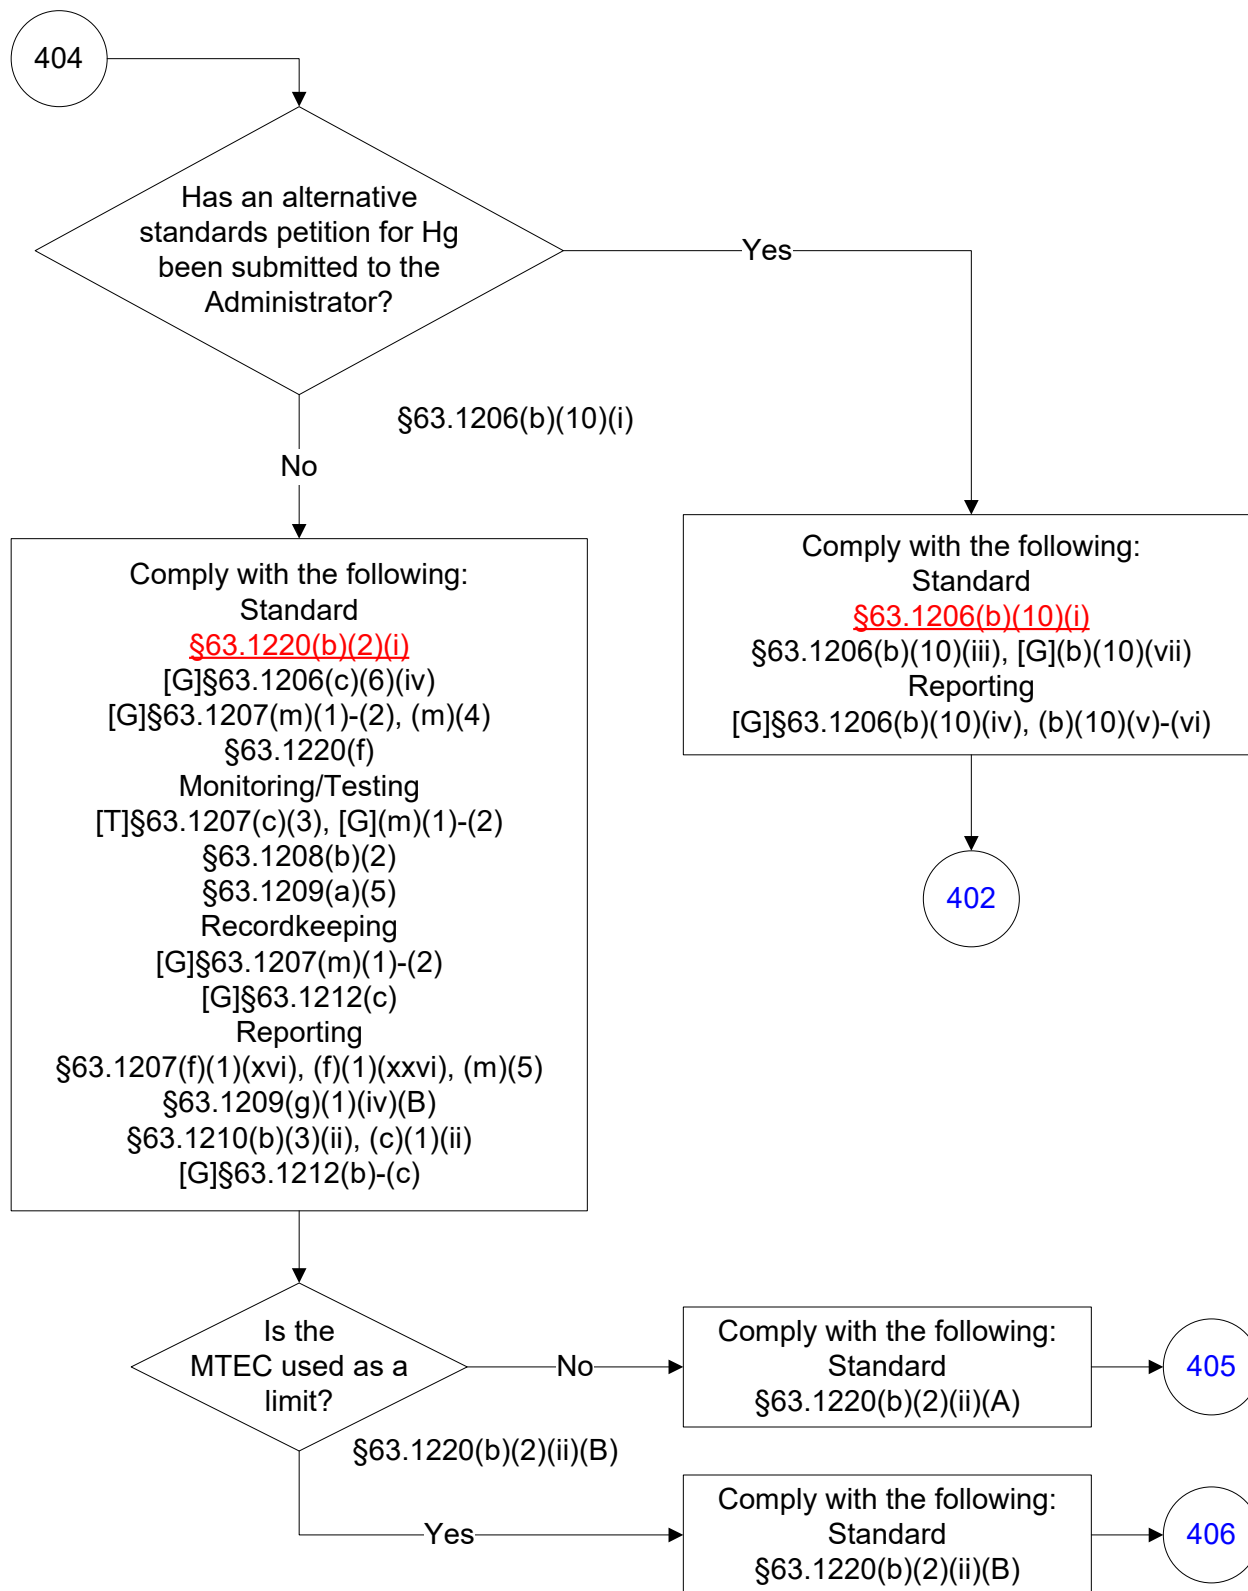 404
Has an alternative
standards petition for Hg
been submitted to the
Administrator?
Yes
§63.1206(b)(10)(i)
No
Comply with the following:
Standard
§63.1220(b)(2)(i)
[G]§63.1206(c)(6)(iv)
[G]§63.1207(m)(1)-(2), (m)(4)
§63.1220(f)
Monitoring/Testing
[T]§63.1207(c)(3), [G](m)(1)-(2)
§63.1208(b)(2)
§63.1209(a)(5)
Recordkeeping
[G]§63.1207(m)(1)-(2)
[G]§63.1212(c)
Reporting
§63.1207(f)(1)(xvi), (f)(1)(xxvi), (m)(5)
§63.1209(g)(1)(iv)(B)
§63.1210(b)(3)(ii), (c)(1)(ii)
[G]§63.1212(b)-(c)
Comply with the following:
Standard
§63.1206(b)(10)(i)
§63.1206(b)(10)(iii), [G](b)(10)(vii)
Reporting
[G]§63.1206(b)(10)(iv), (b)(10)(v)-(vi)
402
Is the
MTEC used as a
limit?
No
Comply with the following:
Standard
§63.1220(b)(2)(ii)(A)
405
§63.1220(b)(2)(ii)(B)
Yes
Comply with the following:
Standard
§63.1220(b)(2)(ii)(B)
406